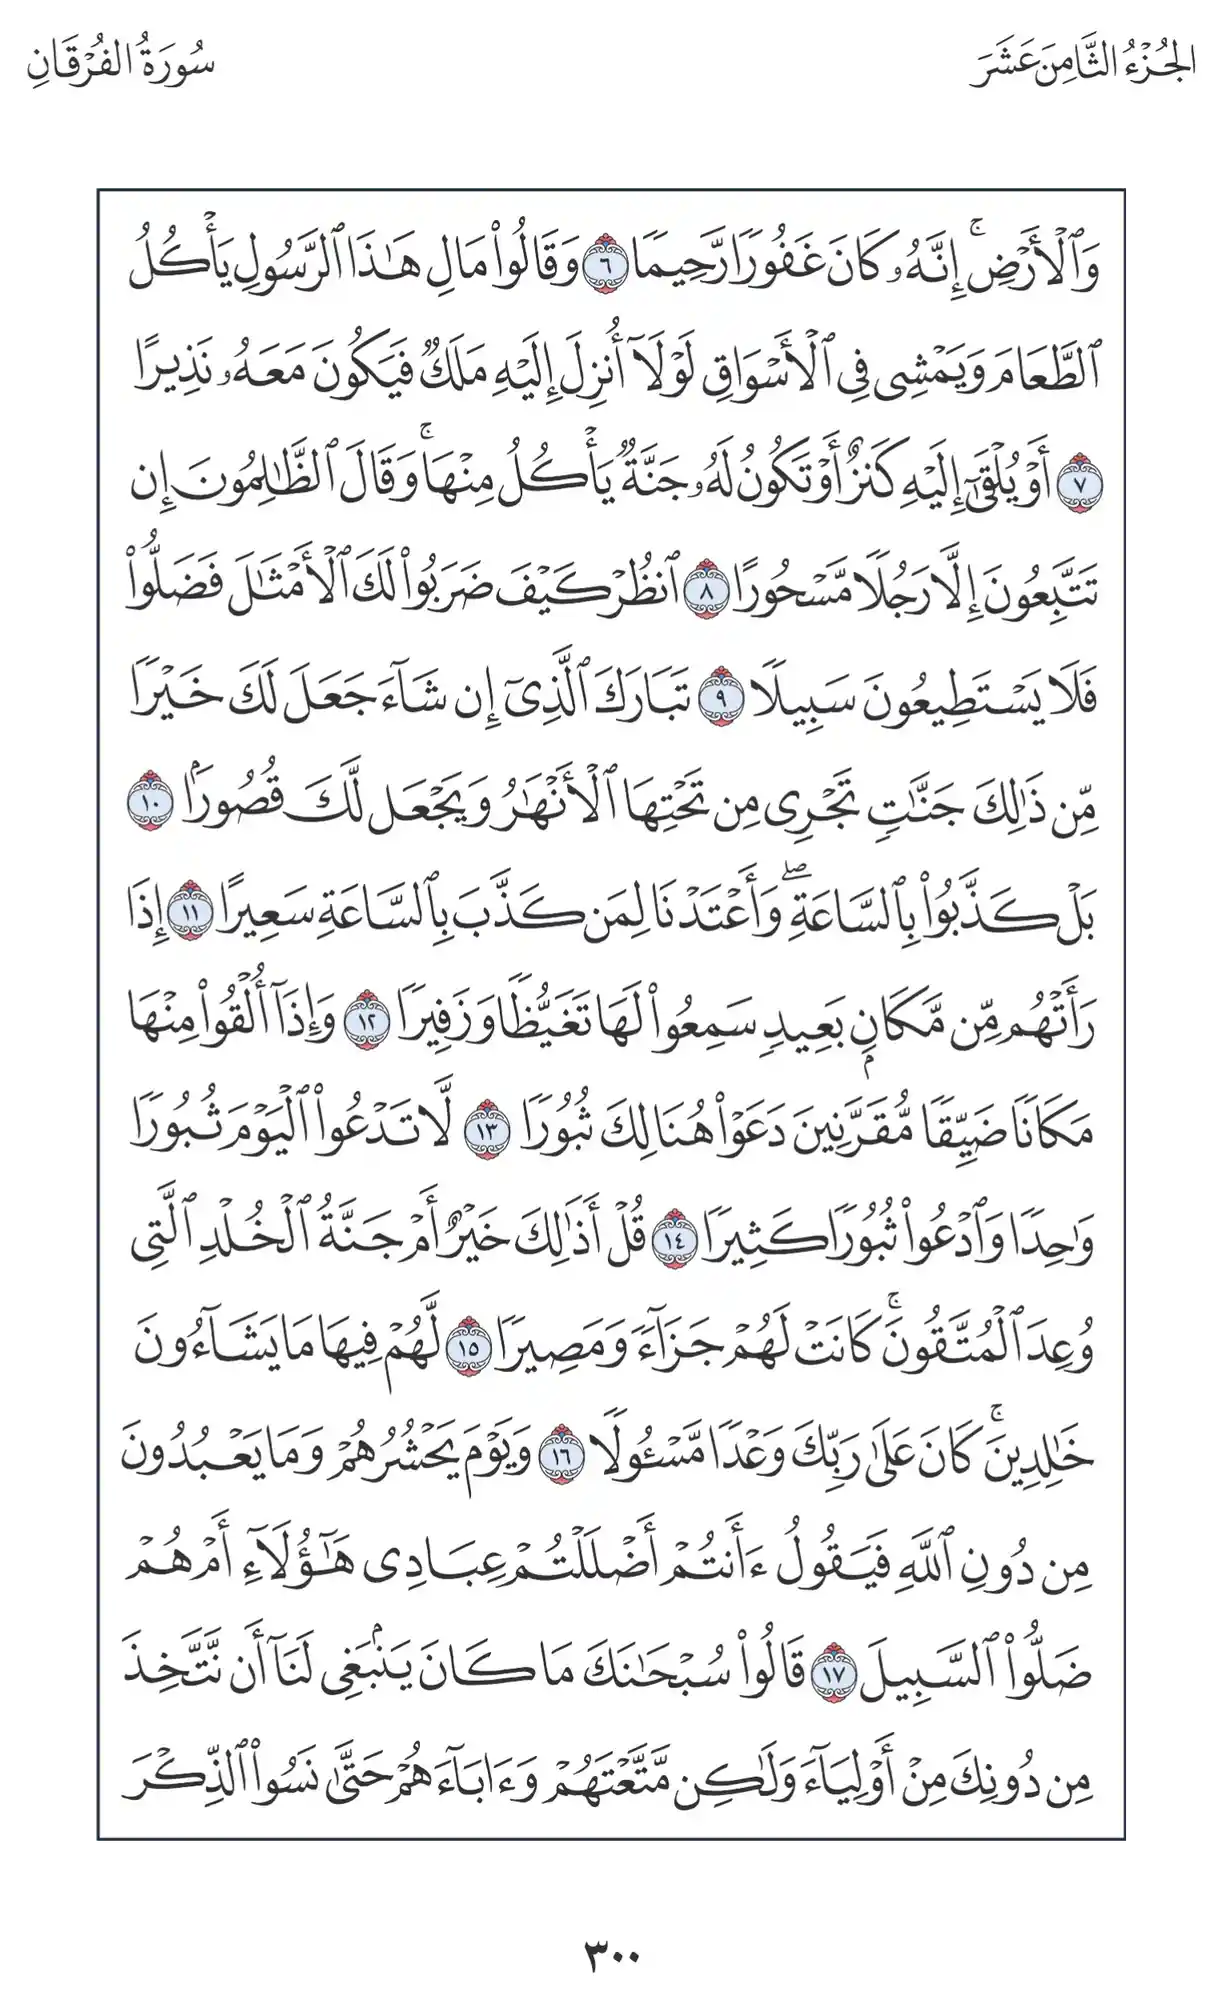 الجُزْءُ الثَّامِنَ عَشَرَ
سُورَةُ الفُرْقَانِ
وَٱلْأَرْضِۚ إِنَّهُۥ كَانَ غَفُورًا رَّحِيمًا ٦ وَقَالُوا۟ مَالِ هَـٰذَا ٱلرَّسُولِ يَأْكُلُ
ٱلطَّعَامَ وَيَمْشِى فِى ٱلْأَسْوَاقِ لَوْلَآ أُنزِلَ إِلَيْهِ مَلَكٌ فَيَكُونَ مَعَهُۥ نَذِيرًا
٧ أَوْ يُلْقَىٰٓ إِلَيْهِ كَنزٌ أَوْ تَكُونُ لَهُۥ جَنَّةٌ يَأْكُلُ مِنْهَاۚ وَقَالَ ٱلظَّـٰلِمُونَ إِن
تَتَّبِعُونَ إِلَّا رَجُلًا مَّسْحُورًا ٨ ٱنظُرْ كَيْفَ ضَرَبُوا۟ لَكَ ٱلْأَمْثَـٰلَ فَضَلُّوا۟
فَلَا يَسْتَطِيعُونَ سَبِيلًا ٩ تَبَارَكَ ٱلَّذِىٓ إِن شَآءَ جَعَلَ لَكَ خَيْرًا
مِّن ذَٰلِكَ جَنَّـٰتٍ تَجْرِى مِن تَحْتِهَا ٱلْأَنْهَـٰرُ وَيَجْعَل لَّكَ قُصُورًۢا ١٠
بَلْ كَذَّبُوا۟ بِٱلسَّاعَةِۖ وَأَعْتَدْنَا لِمَن كَذَّبَ بِٱلسَّاعَةِ سَعِيرًا ١١ إِذَا
رَأَتْهُم مِّن مَّكَانٍۭ بَعِيدٍ سَمِعُوا۟ لَهَا تَغَيُّظًا وَزَفِيرًا ١٢ وَإِذَآ أُلْقُوا۟ مِنْهَا
مَكَانًا ضَيِّقًا مُّقَرَّنِينَ دَعَوْا۟ هُنَالِكَ ثُبُورًا ١٣ لَّا تَدْعُوا۟ ٱلْيَوْمَ ثُبُورًا
وَٰحِدًا وَٱدْعُوا۟ ثُبُورًا كَثِيرًا ١٤ قُلْ أَذَٰلِكَ خَيْرٌ أَمْ جَنَّةُ ٱلْخُلْدِ ٱلَّتِى
وُعِدَ ٱلْمُتَّقُونَۚ كَانَتْ لَهُمْ جَزَآءً وَمَصِيرًا ١٥ لَّهُمْ فِيهَا مَا يَشَآءُونَ
خَـٰلِدِينَۚ كَانَ عَلَىٰ رَبِّكَ وَعْدًا مَّسْـُٔولًا ١٦ وَيَوْمَ يَحْشُرُهُمْ وَمَا يَعْبُدُونَ
مِن دُونِ ٱللَّهِ فَيَقُولُ ءَأَنتُمْ أَضْلَلْتُمْ عِبَادِى هَـٰٓؤُلَآءِ أَمْ هُمْ
ضَلُّوا۟ ٱلسَّبِيلَ ١٧ قَالُوا۟ سُبْحَـٰنَكَ مَا كَانَ يَنۢبَغِى لَنَآ أَن نَّتَّخِذَ
مِن دُونِكَ مِنْ أَوْلِيَآءَ وَلَـٰكِن مَّتَّعْتَهُمْ وَءَابَآءَهُمْ حَتَّىٰ نَسُوا۟ ٱلذِّكْرَ
٣٠٠